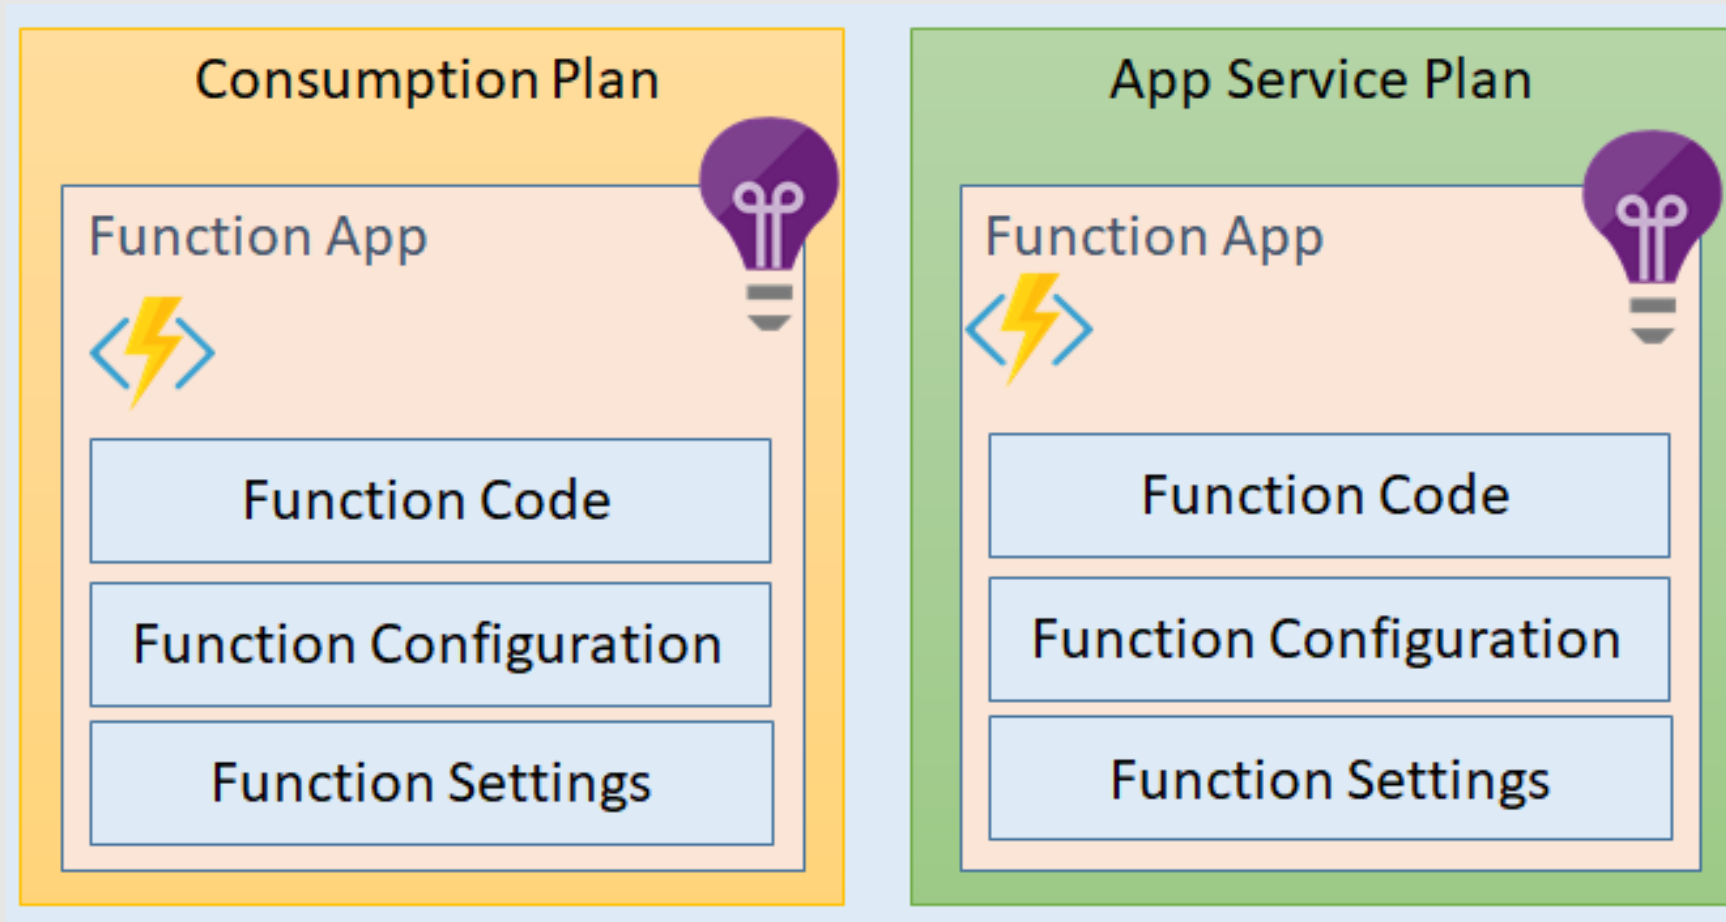 Consumption Plan
Function App
Function Code
Function Configuration
Function Settings
App Service Plan
Function App
Function Code
Function Configuration
Function Settings